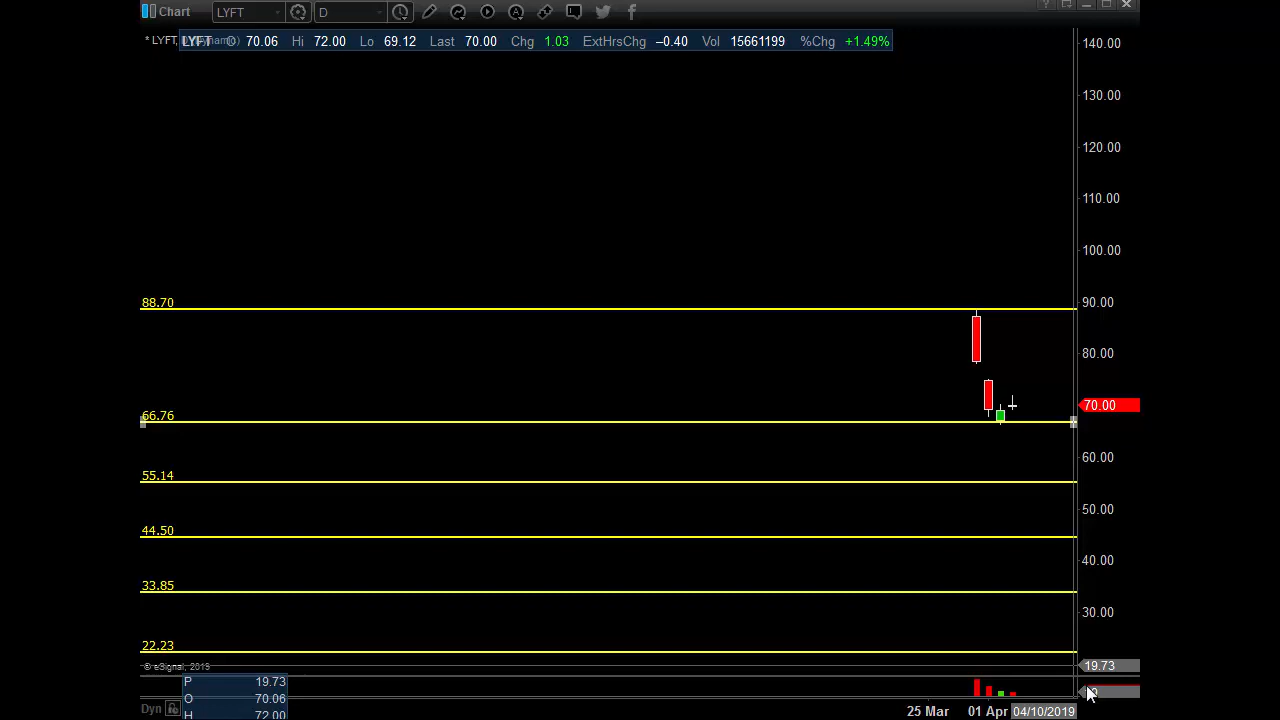 Chart LYFT D
* LYFT, LYFT O 70.06 Hi 72.00 Lo 69.12 Last 70.00 Chg 1.03 ExtHrsChg –0.40 Vol 15661199 %Chg +1.49%
140.00
130.00
120.00
110.00
100.00
88.70 90.00
80.00
70.00
66.76
60.00
55.14
50.00
44.50
40.00
33.85
30.00
22.23
© eSignal, 2019 19.73
P 19.73
O 70.06
Dyn H 72.00 25 Mar 01 Apr 04/10/2019